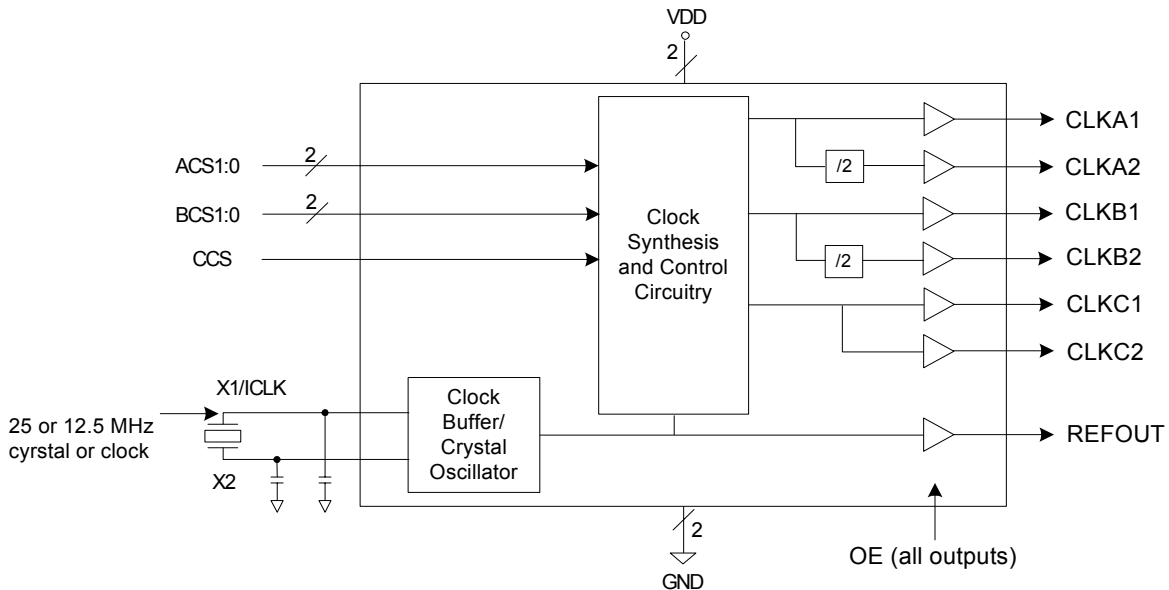 VDD
2
CLKA1
ACS1:0
2
/2
CLKA2
BCS1:0
2
CLKB1
Clock
Synthesis
and Control
Circuitry
/2
CLKB2
CCS
CLKC1
CLKC2
X1/ICLK
25 or 12.5 MHz
cyrstal or clock
X2
Clock
Buffer/
Crystal
Oscillator
REFOUT
2
GND
OE (all outputs)